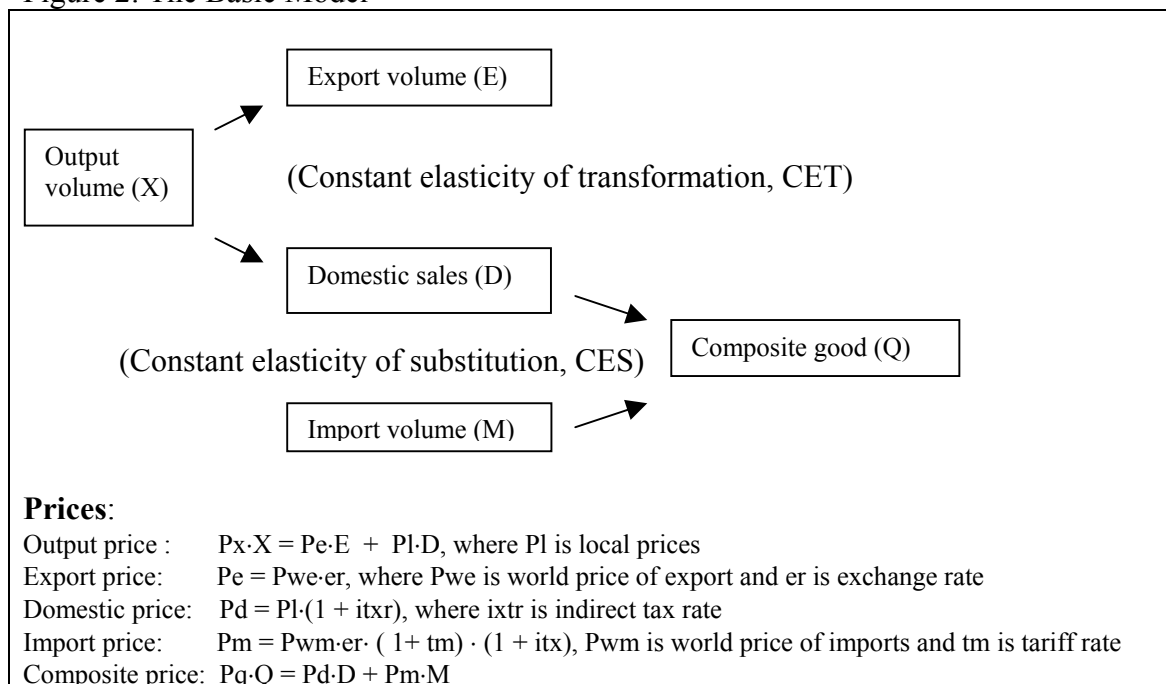 Figure 2: The Basic Model
Export volume (E)
Output
volume (X)
(Constant elasticity of transformation, CET)
Domestic sales (D)
Composite good (Q)
(Constant elasticity of substitution, CES)
Import volume (M)
Prices:
Output price : Px·X = Pe·E + Pl·D, where Pl is local prices
Export price: Pe = Pwe·er, where Pwe is world price of export and er is exchange rate
Domestic price: Pd = Pl·(1 + itxr), where ixtr is indirect tax rate
Import price: Pm = Pwm·er· ( 1+ tm) · (1 + itx), Pwm is world price of imports and tm is tariff rate
Composite price: Pq·Q = Pd·D + Pm·M